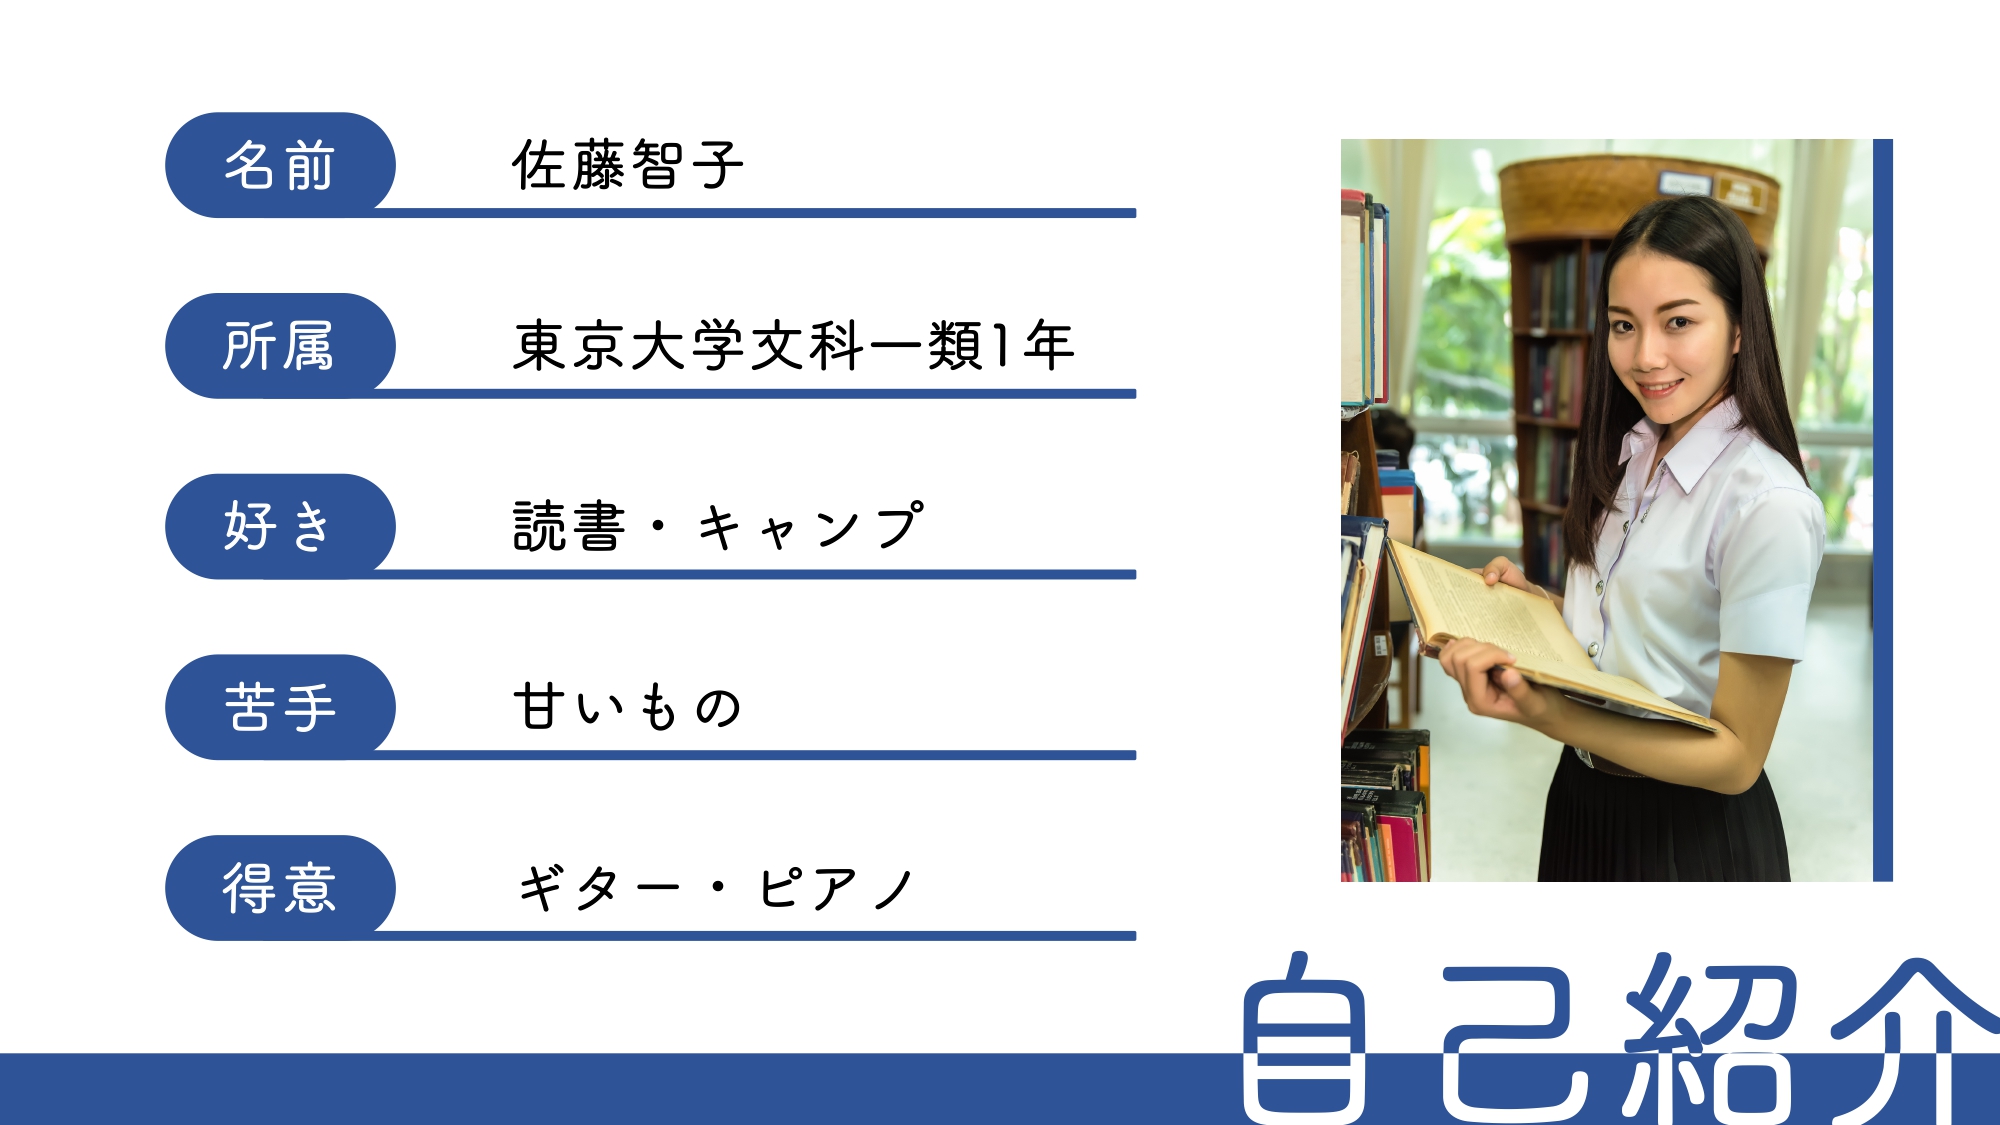 名前
佐藤智子
所属
東京大学文科一類1年
好き
読書・キャンプ
苦手
甘いもの
得意
ギター・ピアノ
自己紹介